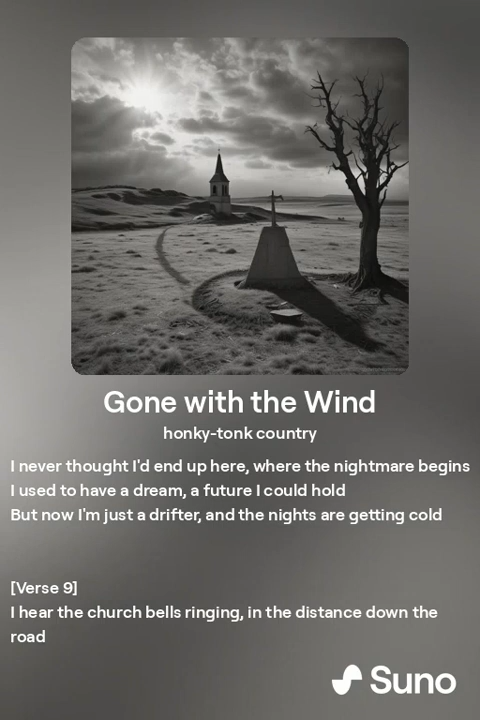 Gone with the Wind
honky-tonk country
I never thought I'd end up here, where the nightmare begins
I used to have a dream, a future I could hold
But now I'm just a drifter, and the nights are getting cold
[Verse 9]
I hear the church bells ringing, in the distance down the
road
Suno